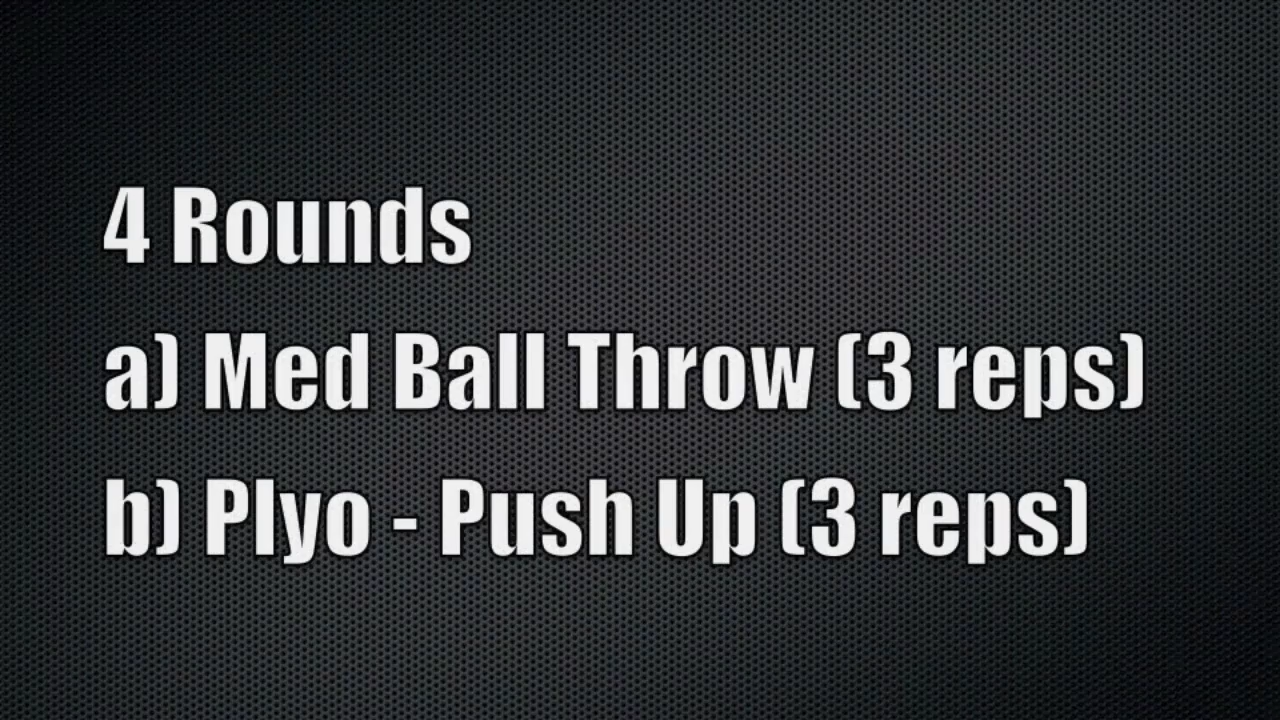 4 Rounds
a) Med Ball Throw (3 reps)
b) Plyo - Push Up (3 reps)